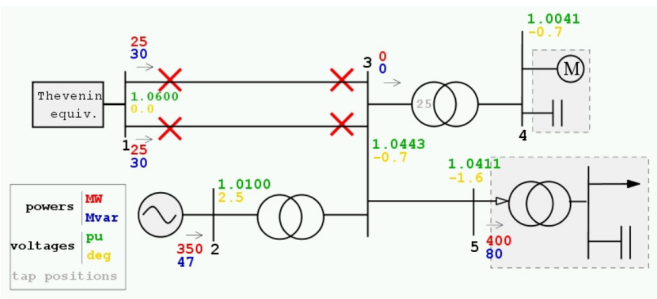 25
30
1.0600
0.0
25
30
1
Thevenin
equiv.
3
0
0
25
1.0041
-0.7
M
4
1.0443
-0.7
1.0411
-1.6
5
400
80
1.0100
2.5
350
47
2
powers
MW
Mvar
voltages
pu
deg
tap positions